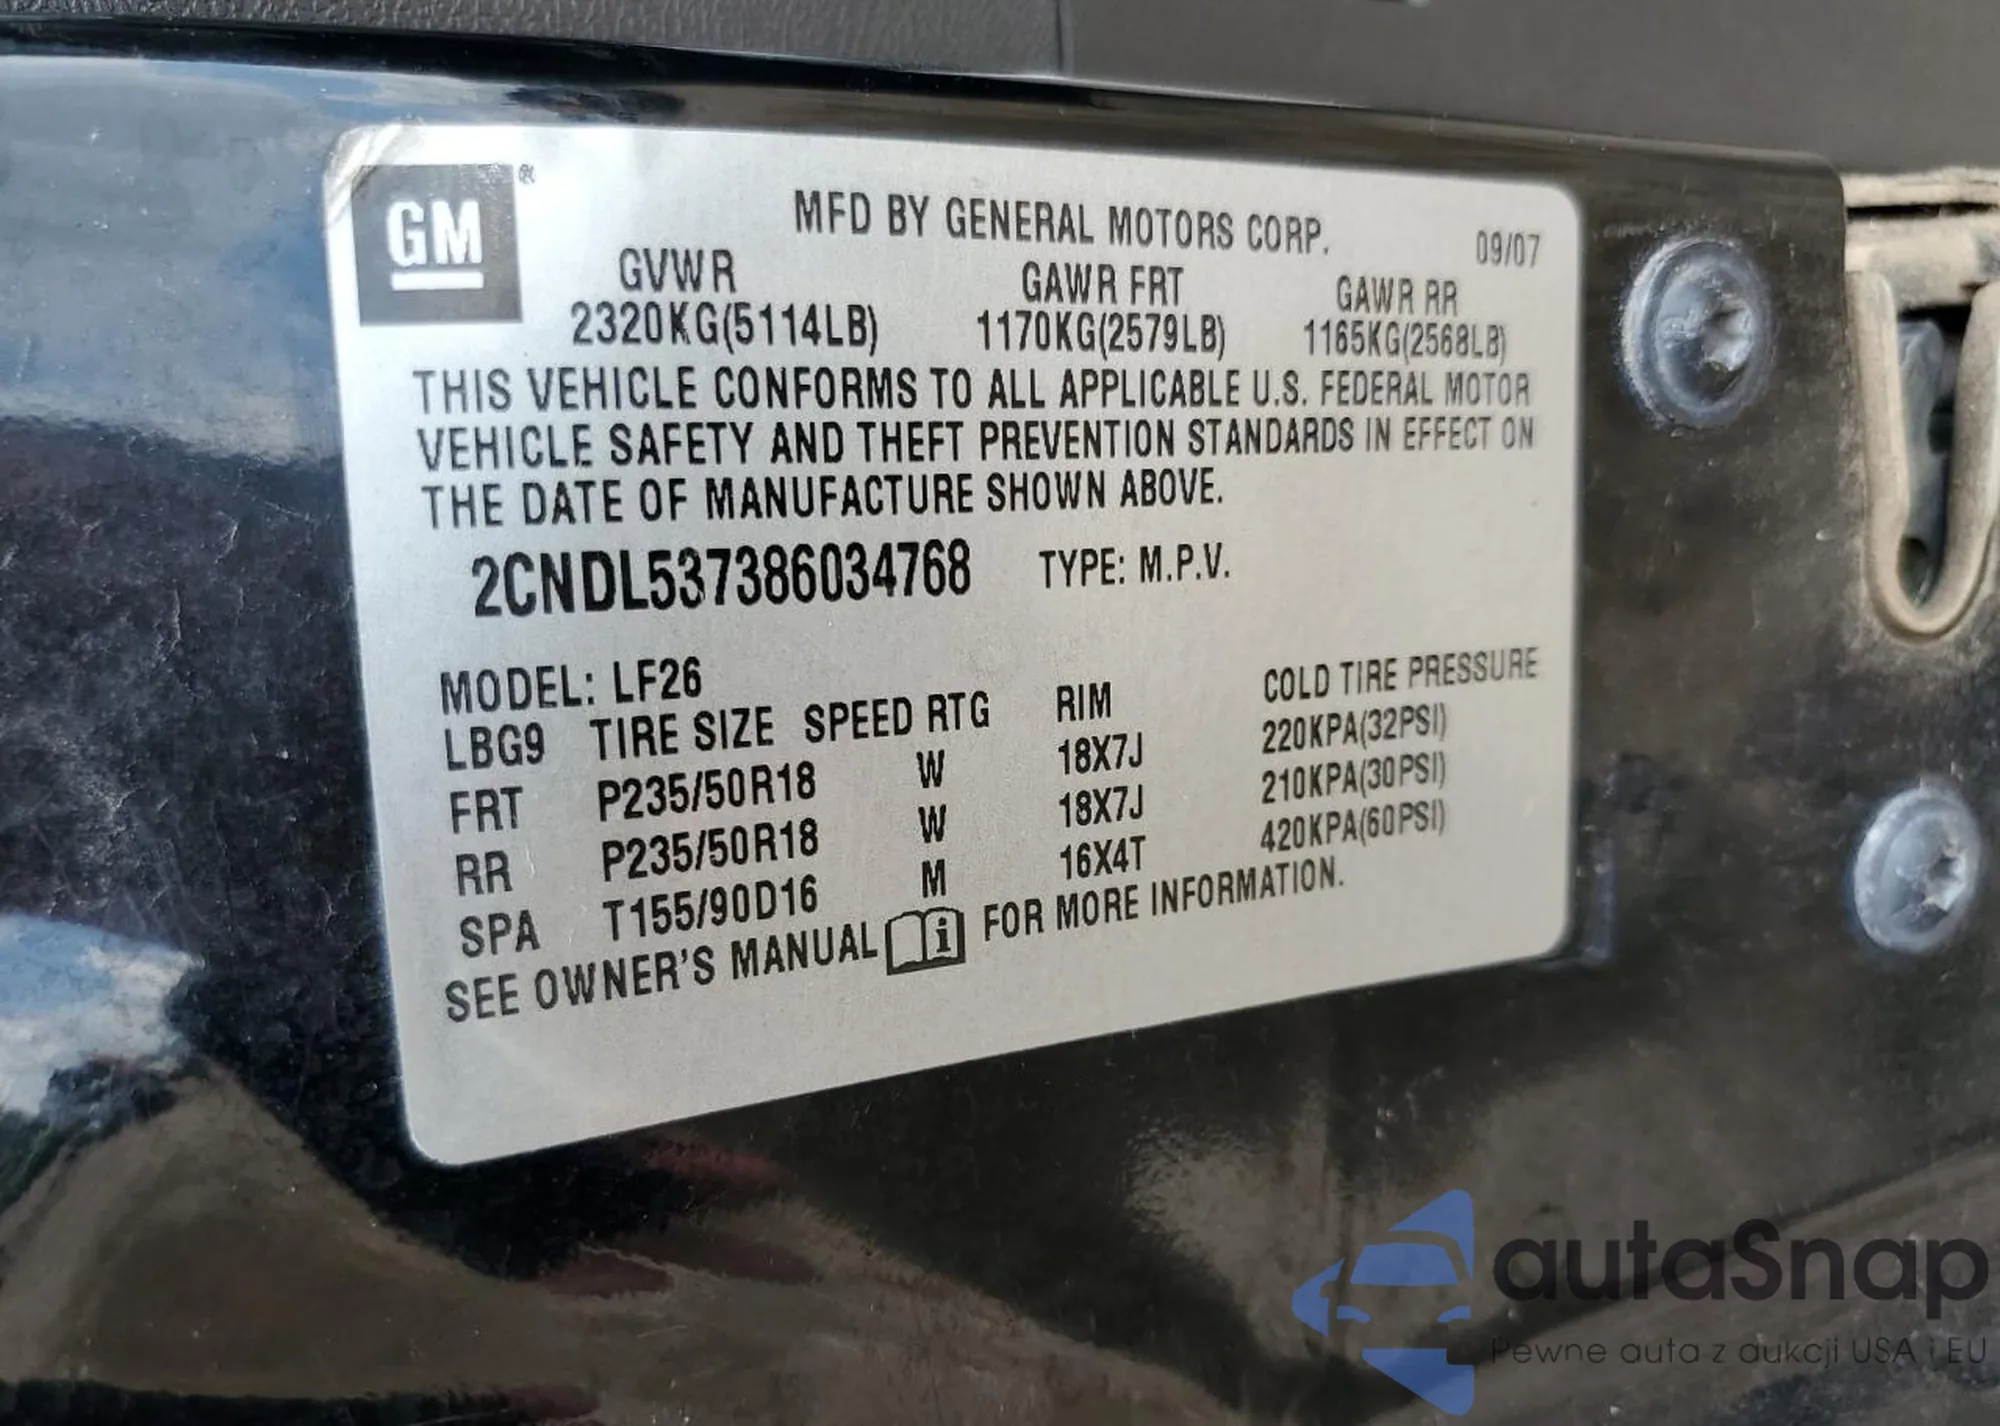 GM ®
MFD BY GENERAL MOTORS CORP.
09/07
GVWR GAWR FRT GAWR RR
2320KG(5114LB) 1170KG(2579LB) 1165KG(2568LB)
THIS VEHICLE CONFORMS TO ALL APPLICABLE U.S. FEDERAL MOTOR
VEHICLE SAFETY AND THEFT PREVENTION STANDARDS IN EFFECT ON
THE DATE OF MANUFACTURE SHOWN ABOVE.
2CNDL537386034768 TYPE: M.P.V.
MODEL: LF26
LBG9 TIRE SIZE SPEED RTG RIM COLD TIRE PRESSURE
FRT P235/50R18 W 18X7J 220KPA(32PSI)
RR P235/50R18 W 18X7J 210KPA(30PSI)
SPA T155/90D16 M 16X4T 420KPA(60PSI)
SEE OWNER'S MANUAL FOR MORE INFORMATION.
autaSnap
Pewne auta z aukcji USA i EU